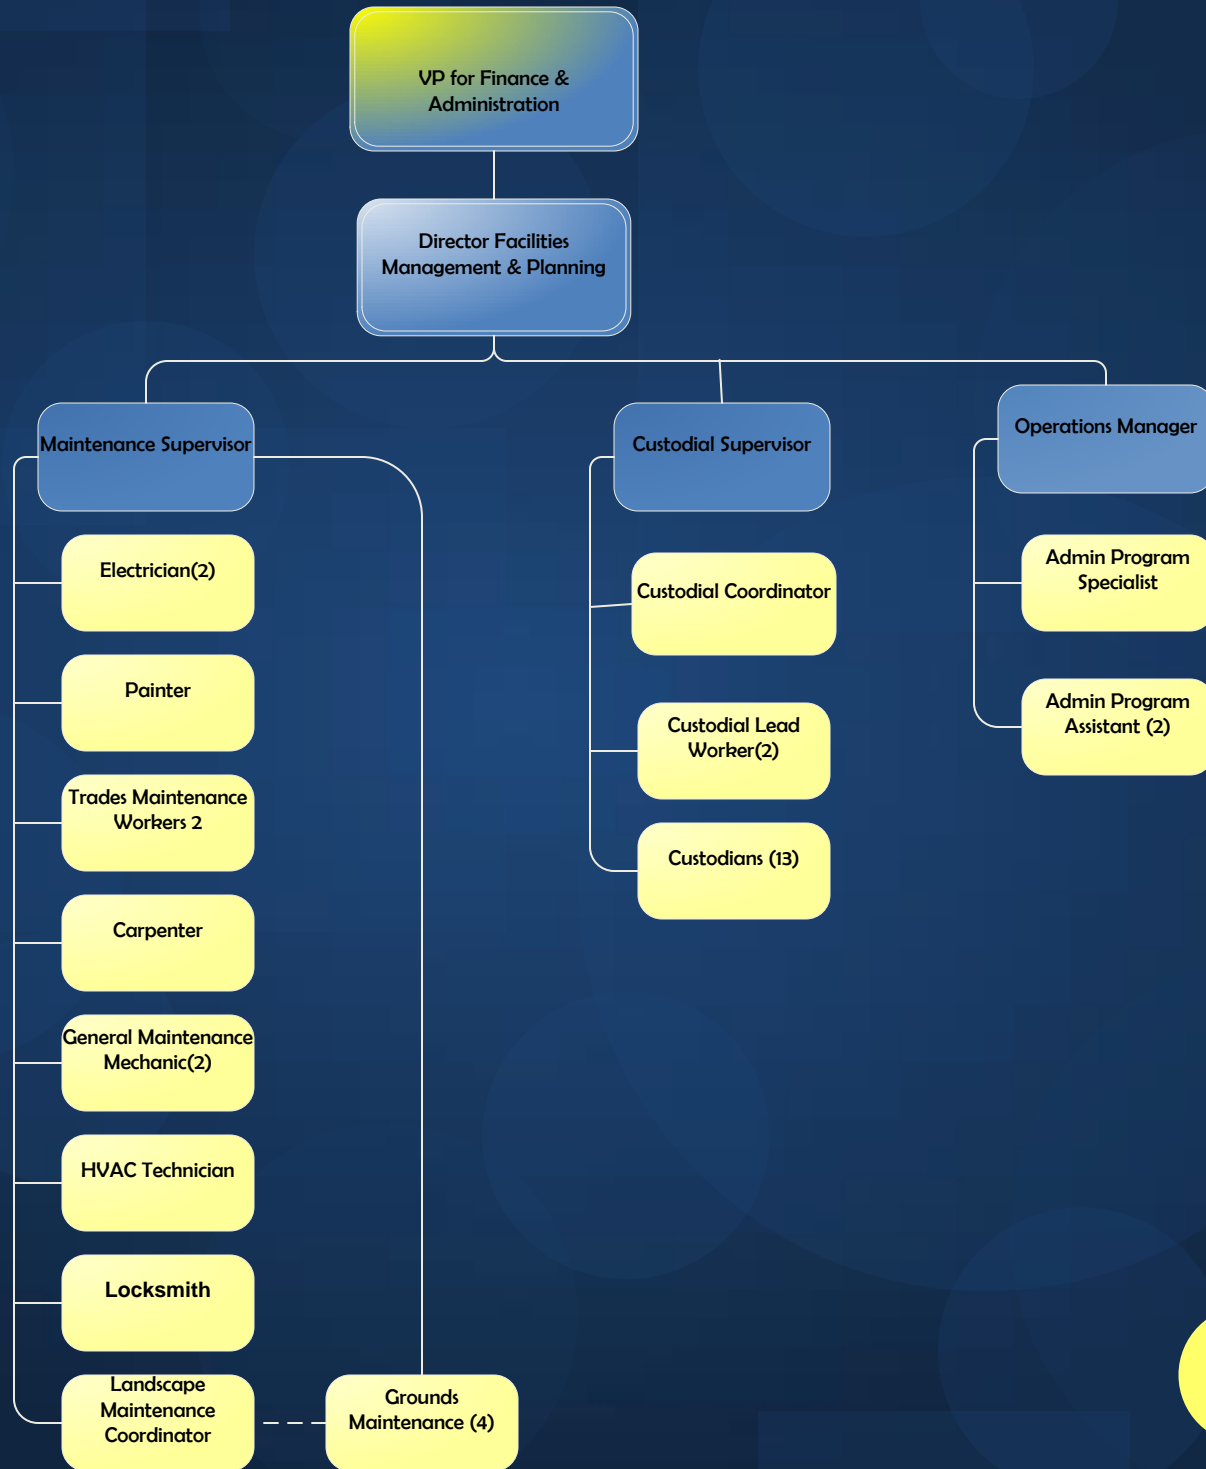 VP for Finance &
Administration
Director Facilities
Management & Planning
Maintenance Supervisor
Custodial Supervisor
Operations Manager
Electrician(2)
Painter
Trades Maintenance
Workers 2
Carpenter
General Maintenance
Mechanic(2)
HVAC Technician
Locksmith
Landscape
Maintenance
Coordinator
Grounds
Maintenance (4)
Custodial Coordinator
Custodial Lead
Worker(2)
Custodians (13)
Admin Program
Specialist
Admin Program
Assistant (2)